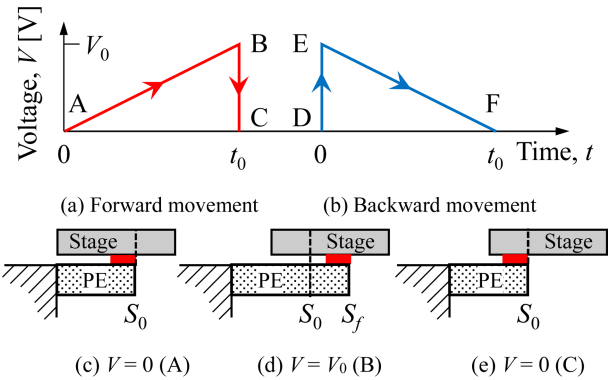 Voltage, V [V]
V0
A
B
C
0
t0
D
E
F
0
t0
Time, t
(a) Forward movement
(b) Backward movement
Stage
PE
S0
Stage
PE
S0
Sf
Stage
PE
S0
(c) V = 0 (A)
(d) V = V0 (B)
(e) V = 0 (C)